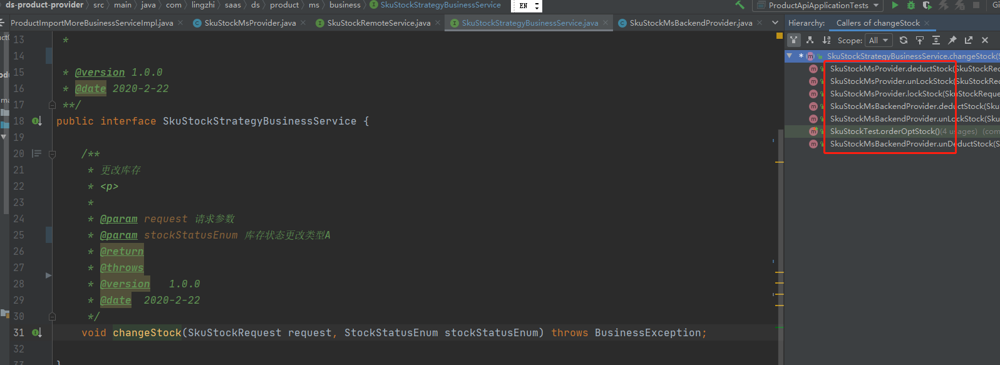 ds-product-provider › src › main › java › com › lingzhi › saas › ds › product › ms › business › SkuStockStrategyBusinessService
EN
ProductApiApplicationTests
ProductImportMoreBusinessServiceImpl.java
SkuStockMsProvider.java
SkuStockRemoteService.java
SkuStockStrategyBusinessService.java
SkuStockMsBackendProvider.java
Hierarchy: Callers of changeStock
Scope: All
13 *
14
15 * @version 1.0.0
16 * @date 2020-2-22
17 **/
18 public interface SkuStockStrategyBusinessService {
19
20 /**
21 * 更改库存
22 * <p>
23 *
24 * @param request 请求参数
25 * @param stockStatusEnum 库存状态更改类型A
26 * @return
27 * @throws
28 * @version 1.0.0
29 * @date 2020-2-22
30 */
31 void changeStock(SkuStockRequest request, StockStatusEnum stockStatusEnum) throws BusinessException;
32
33 }
* SkuStockStrategyBusinessService.changeStock(S
SkuStockMsProvider.deductStock(SkuStockRec
SkuStockMsProvider.unLockStock(SkuStockRec
SkuStockMsProvider.lockStock(SkuStockReque
SkuStockMsBackendProvider.deductStock(Sku
SkuStockMsBackendProvider.unLockStock(Sku
SkuStockTest.orderOptStock()(4 usages) (com
SkuStockMsBackendProvider.unDeductStock(S